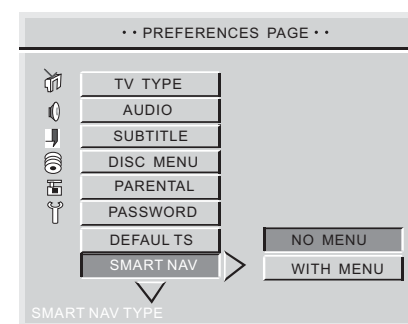 •• PREFERENCES PAGE ••
TV TYPE
AUDIO
SUBTITLE
DISC MENU
PARENTAL
PASSWORD
DEFAUL TS
SMART NAV
NO MENU
WITH MENU
SMART NAV TYPE